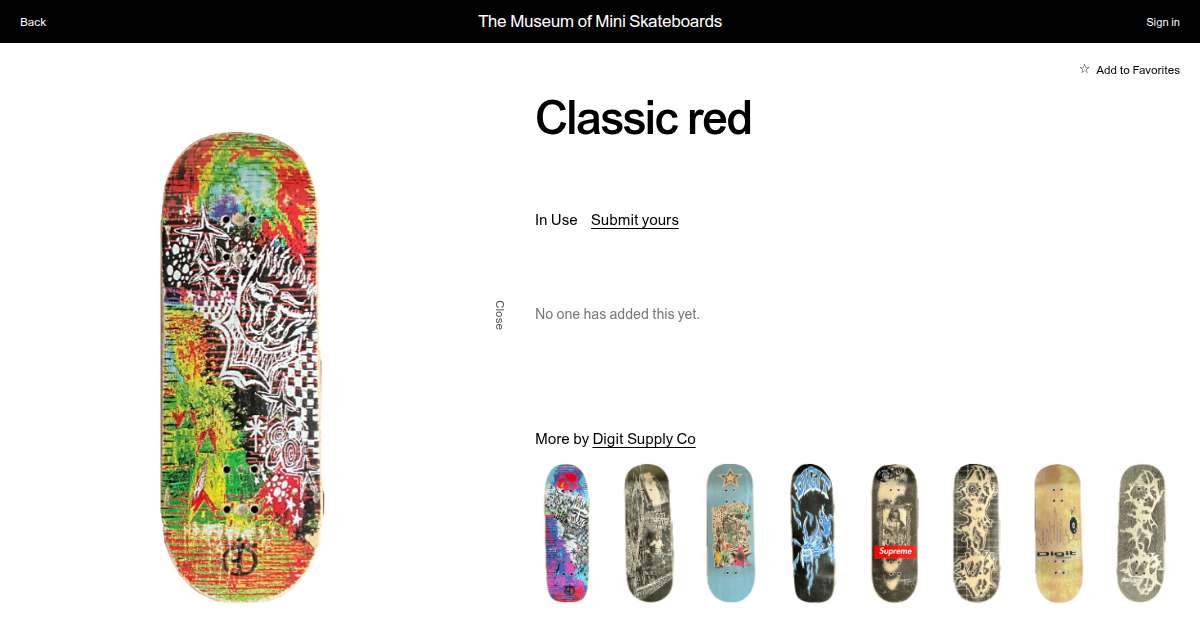 Back
The Museum of Mini Skateboards
Sign in
☆ Add to Favorites
Classic red
In Use Submit yours
Close
No one has added this yet.
More by Digit Supply Co
DIGIT
Supreme
Digit